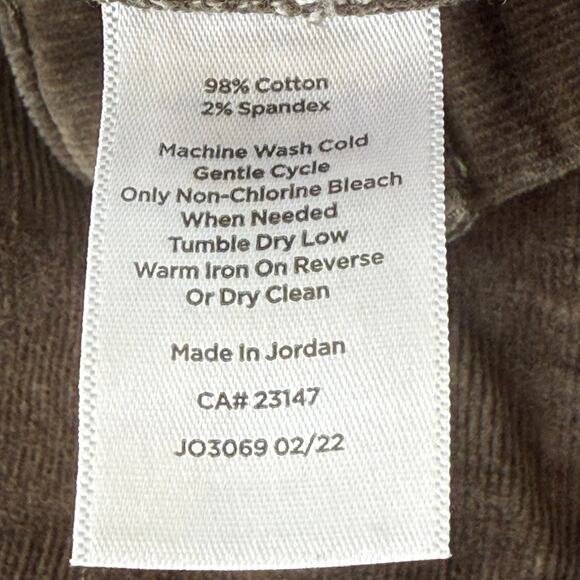 98% Cotton
2% Spandex
Machine Wash Cold
Gentle Cycle
Only Non-Chlorine Bleach
When Needed
Tumble Dry Low
Warm Iron On Reverse
Or Dry Clean
Made In Jordan
CA# 23147
JO3069 02/22